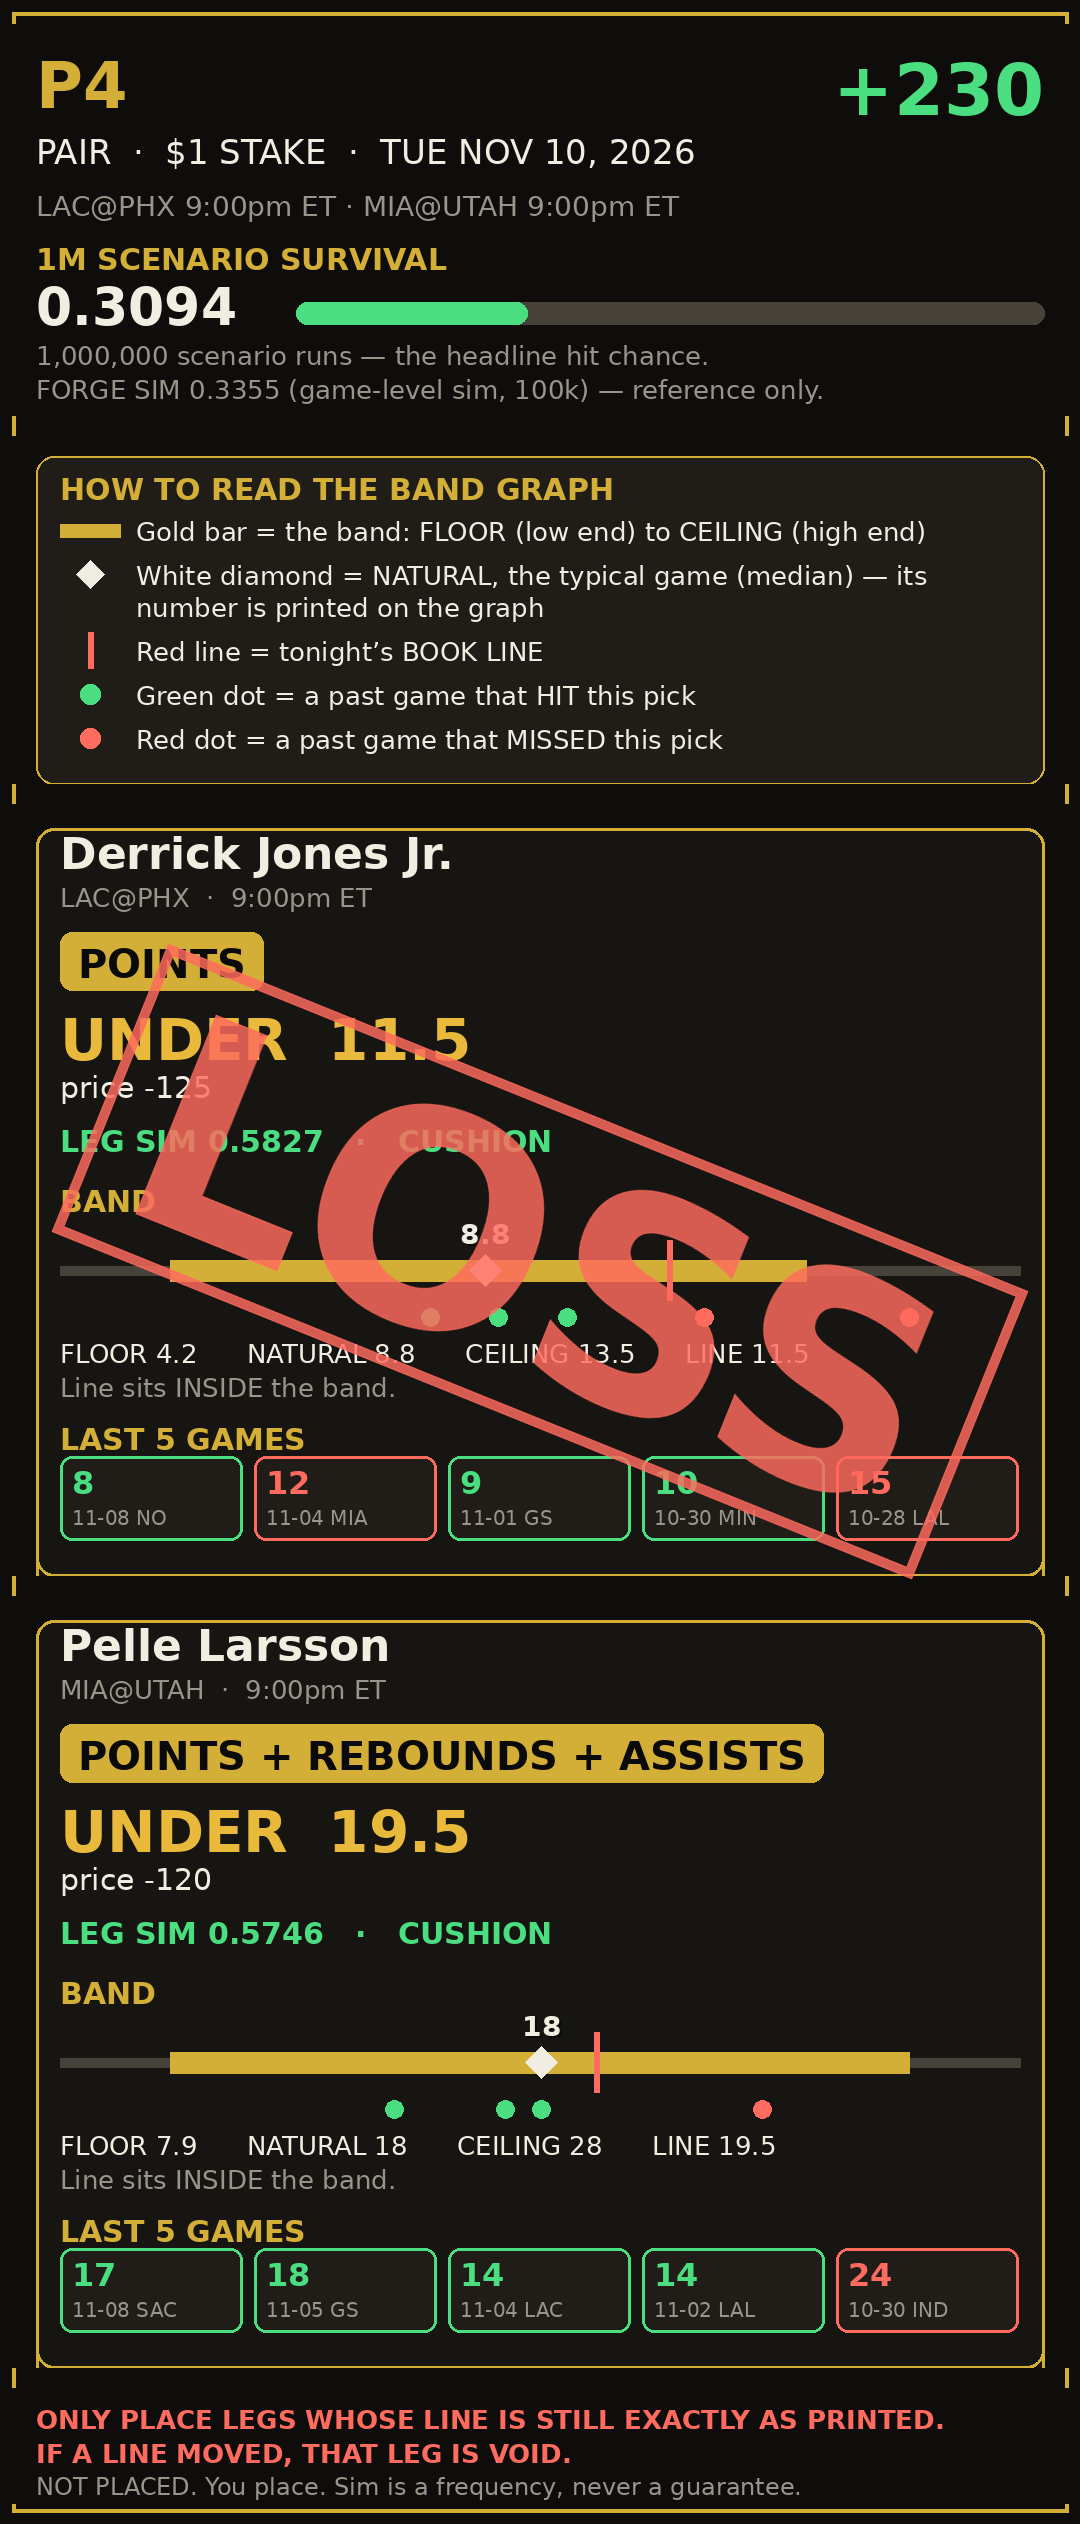 P4
+230
PAIR · $1 STAKE · TUE NOV 10, 2026
LAC@PHX 9:00pm ET · MIA@UTAH 9:00pm ET
1M SCENARIO SURVIVAL
0.3094
1,000,000 scenario runs — the headline hit chance.
FORGE SIM 0.3355 (game-level sim, 100k) — reference only.
HOW TO READ THE BAND GRAPH
Gold bar = the band: FLOOR (low end) to CEILING (high end)
White diamond = NATURAL, the typical game (median) — its
number is printed on the graph
Red line = tonight’s BOOK LINE
Green dot = a past game that HIT this pick
Red dot = a past game that MISSED this pick
Derrick Jones Jr.
LAC@PHX · 9:00pm ET
POINTS
UNDER 11.5
price -125
LEG SIM 0.5827 · CUSHION
BAND
8.8
FLOOR 4.2 NATURAL 8.8 CEILING 13.5 LINE 11.5
Line sits INSIDE the band.
LAST 5 GAMES
8 12 9 10 15
11-08 NO 11-04 MIA 11-01 GS 10-30 MIN 10-28 LAL
LOSS
Pelle Larsson
MIA@UTAH · 9:00pm ET
POINTS + REBOUNDS + ASSISTS
UNDER 19.5
price -120
LEG SIM 0.5746 · CUSHION
BAND
18
FLOOR 7.9 NATURAL 18 CEILING 28 LINE 19.5
Line sits INSIDE the band.
LAST 5 GAMES
17 18 14 14 24
11-08 SAC 11-05 GS 11-04 LAC 11-02 LAL 10-30 IND
ONLY PLACE LEGS WHOSE LINE IS STILL EXACTLY AS PRINTED.
IF A LINE MOVED, THAT LEG IS VOID.
NOT PLACED. You place. Sim is a frequency, never a guarantee.